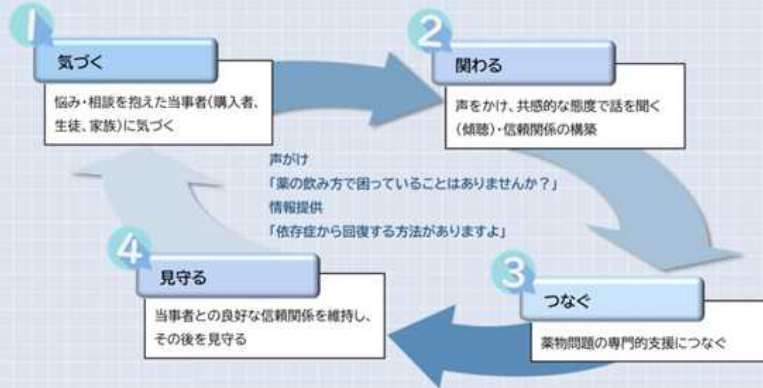 1
気づく
悩み・相談を抱えた当事者(購入者、
生徒、家族)に気づく
2
関わる
声をかけ、共感的な態度で話を聞く
(傾聴)・信頼関係の構築
声がけ
「薬の飲み方で困っていることはありませんか？」
情報提供
「依存症から回復する方法がありますよ」
3
つなぐ
薬物問題の専門的支援につなぐ
4
見守る
当事者との良好な信頼関係を維持し、
その後を見守る